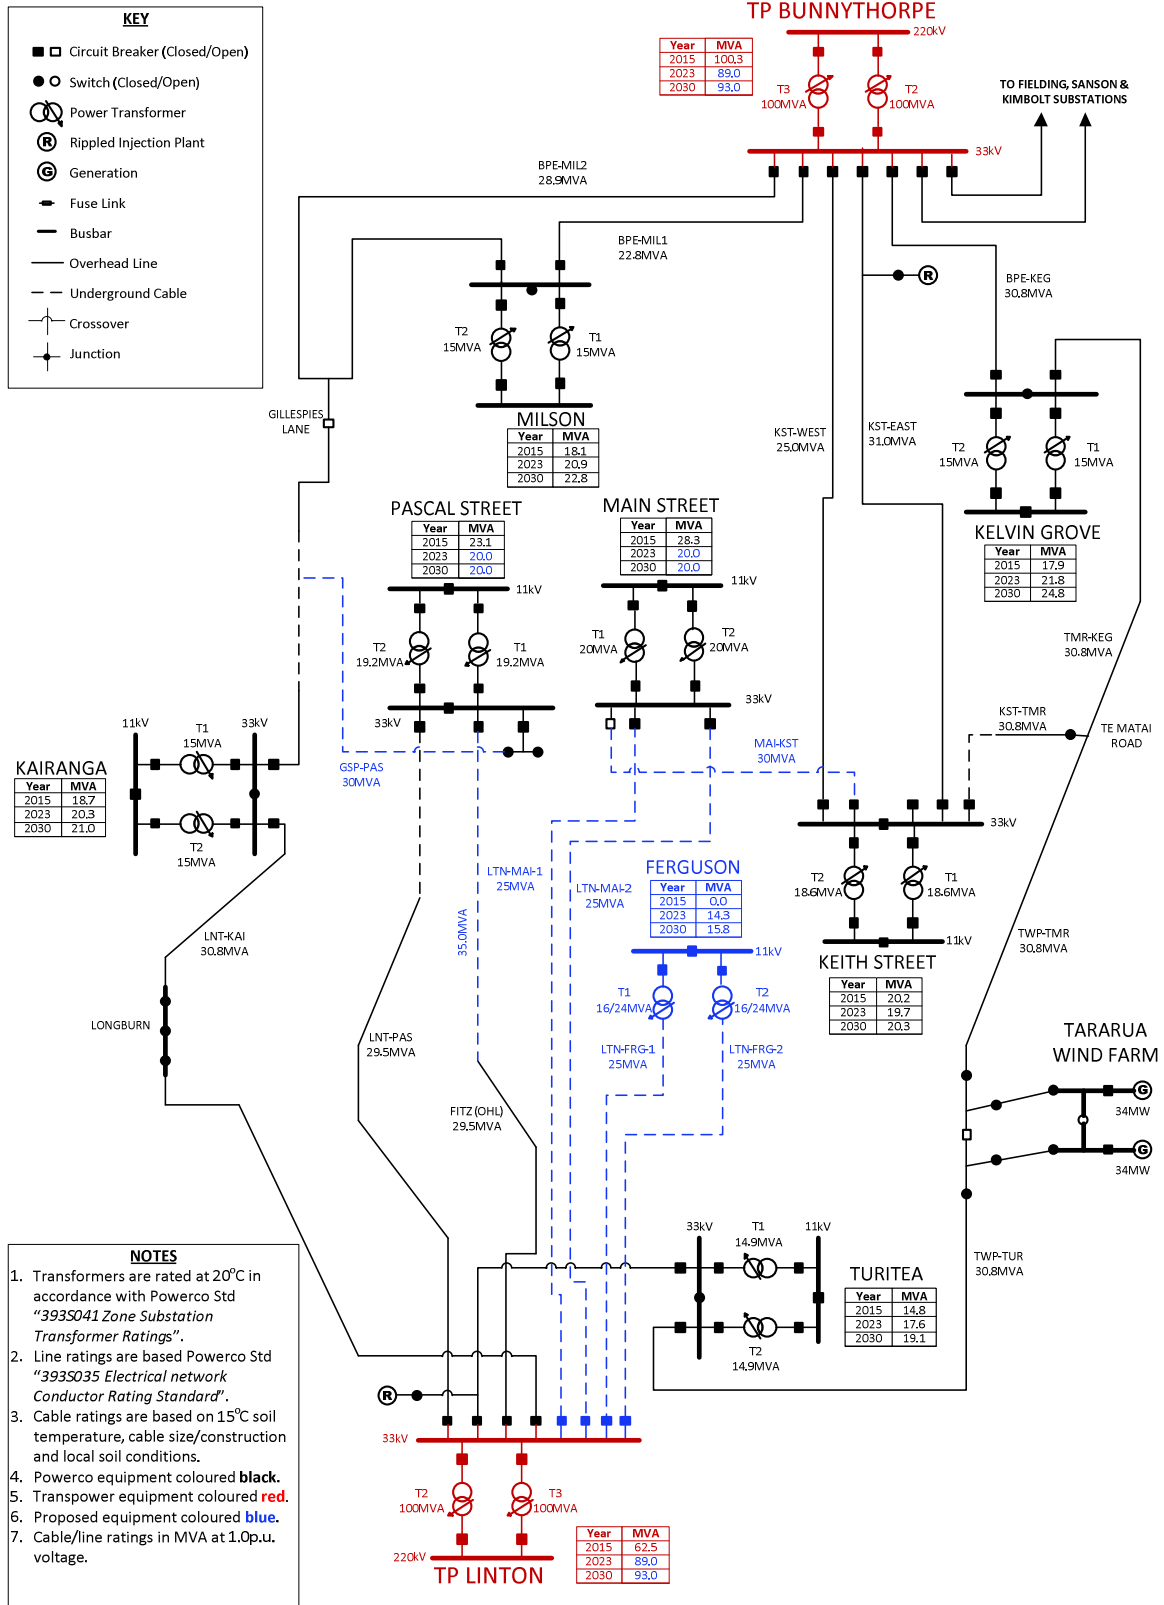 KEY
Circuit Breaker (Closed/Open)
Switch (Closed/Open)
Power Transformer
R Rippled Injection Plant
G Generation
Fuse Link
Busbar
Overhead Line
Underground Cable
Crossover
Junction
TP BUNNYTHORPE
220kV
Year MVA
2015 100.3
2023 89.0
2030 93.0
T3
100MVA
T2
100MVA
33kV
TO FIELDING, SANSON &
KIMBOLT SUBSTATIONS
BPE-MIL2
28.9MVA
BPE-MIL1
22.8MVA
R
BPE-KEG
30.8MVA
T2
15MVA
T1
15MVA
MILSON
Year MVA
2015 18.1
2023 20.9
2030 22.8
GILLESPIES
LANE
KST-WEST
25.0MVA
KST-EAST
31.0MVA
T2
15MVA
T1
15MVA
KELVIN GROVE
Year MVA
2015 17.9
2023 21.8
2030 24.8
PASCAL STREET
Year MVA
2015 23.1
2023 20.0
2030 20.0
11kV
T2
19.2MVA
T1
19.2MVA
33kV
MAIN STREET
Year MVA
2015 28.3
2023 20.0
2030 20.0
11kV
T1
20MVA
T2
20MVA
33kV
TMR-KEG
30.8MVA
KST-TMR
30.8MVA
TE MATAI
ROAD
MAI-KST
30MVA
GSP-PAS
30MVA
11kV
33kV
T1
15MVA
KAIRANGA
Year MVA
2015 18.7
2023 20.3
2030 21.0
T2
15MVA
33kV
T2
18.6MVA
T1
18.6MVA
11kV
KEITH STREET
Year MVA
2015 20.2
2023 19.7
2030 20.3
LTN-MAI-1
25MVA
LTN-MAI-2
25MVA
35.0MVA
FERGUSON
Year MVA
2015 0.0
2023 14.3
2030 15.8
11kV
T1
16/24MVA
T2
16/24MVA
LTN-FRG-1
25MVA
LTN-FRG-2
25MVA
LNT-KAI
30.8MVA
LONGBURN
LNT-PAS
29.5MVA
FITZ (OHL)
29.5MVA
TWP-TMR
30.8MVA
TARARUA
WIND FARM
G
34MW
G
34MW
33kV
T1
14.9MVA
11kV
T2
14.9MVA
TURITEA
Year MVA
2015 14.8
2023 17.6
2030 19.1
TWP-TUR
30.8MVA
R
33kV
T2
100MVA
T3
100MVA
220kV
TP LINTON
Year MVA
2015 62.5
2023 89.0
2030 93.0
NOTES
1. Transformers are rated at 20°C in
accordance with Powerco Std
“393S041 Zone Substation
Transformer Ratings”.
2. Line ratings are based Powerco Std
“393S035 Electrical network
Conductor Rating Standard”.
3. Cable ratings are based on 15°C soil
temperature, cable size/construction
and local soil conditions.
4. Powerco equipment coloured black.
5. Transpower equipment coloured red.
6. Proposed equipment coloured blue.
7. Cable/line ratings in MVA at 1.0p.u.
voltage.